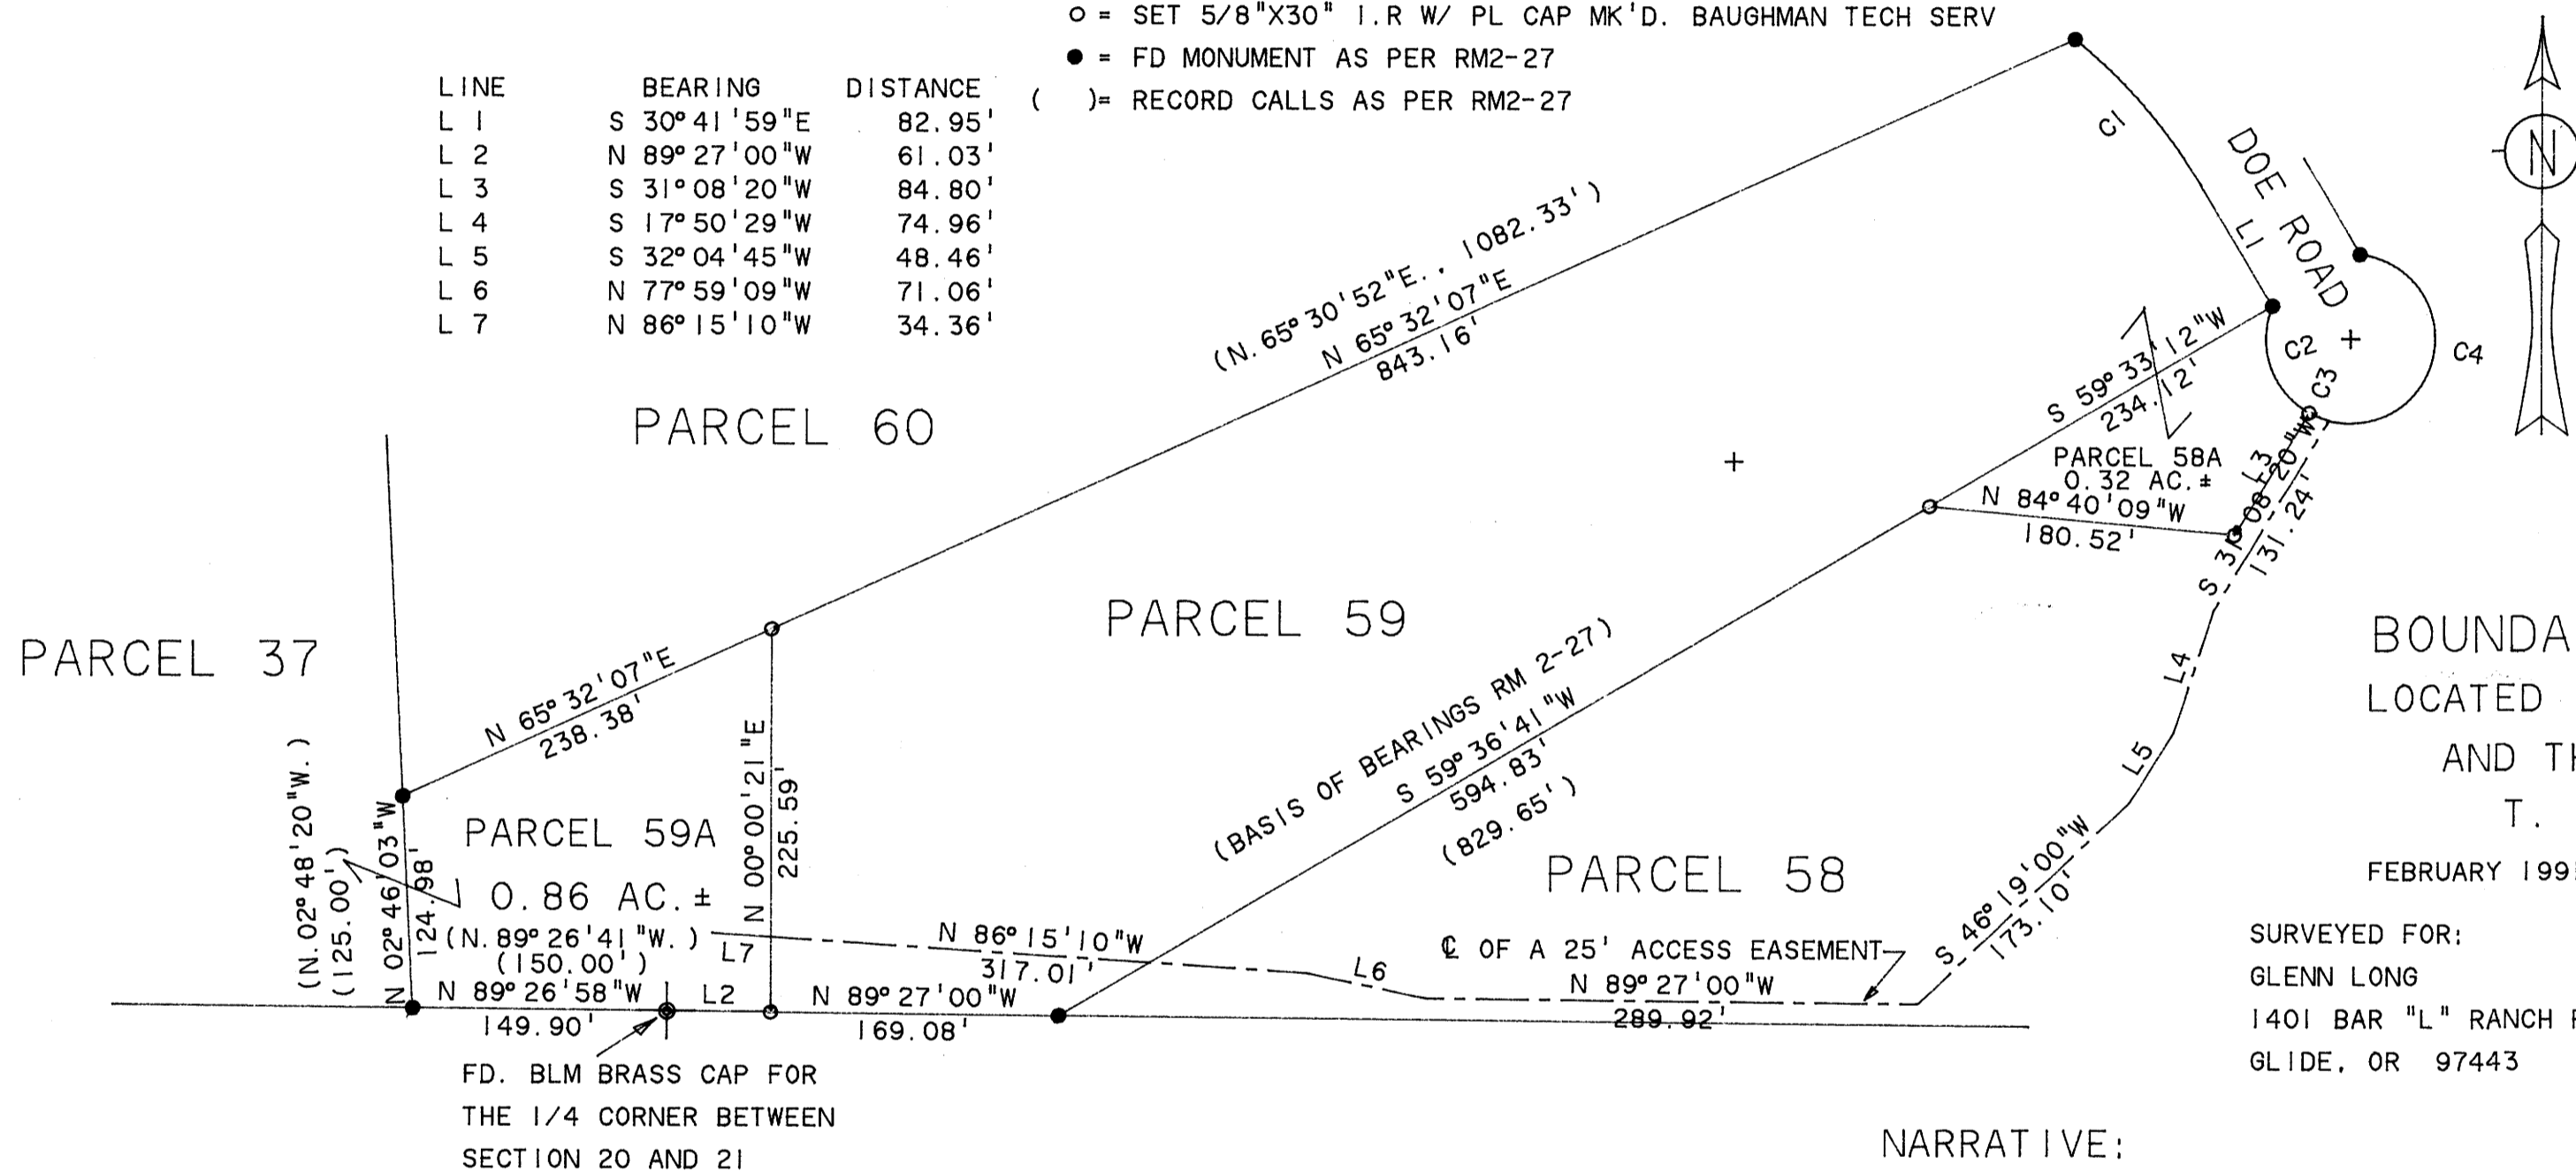 O = SET 5/8"X30" I.R W/ PL CAP MK'D. BAUGHMAN TECH SERV
● = FD MONUMENT AS PER RM2-27
( )= RECORD CALLS AS PER RM2-27
LINE BEARING DISTANCE
L 1 S 30°41'59"E 82.95'
L 2 N 89°27'00"W 61.03'
L 3 S 31°08'20"W 84.80'
L 4 S 17°50'29"W 74.96'
L 5 S 32°04'45"W 48.46'
L 6 N 77°59'09"W 71.06'
L 7 N 86°15'10"W 34.36'
N
C1
DOE ROAD
L1
C2
C3
C4
(N.65°30'52"E., 1082.33')
N 65°32'07"E
843.16'
PARCEL 60
S 59°33'12"W
234.12'
PARCEL 58A
0.32 AC.±
N 84°40'09"W
180.52'
L3
S 31°08'20"W
131.24'
PARCEL 59
PARCEL 37
N 65°32'07"E
238.38'
L4
L5
(BASIS OF BEARINGS RM 2-27)
S 59°36'41"W
594.83'
(829.65')
N 00°00'21"E
225.59'
(N.02°48'20"W.)
(125.00')
N 02°46'03"W
124.98'
PARCEL 59A
0.86 AC.±
(N.89°26'41"W.)
(150.00')
L7
N 89°26'58"W
149.90'
L2
N 86°15'10"W
317.01'
N 89°27'00"W
169.08'
L6
PARCEL 58
℄ OF A 25' ACCESS EASEMENT
N 89°27'00"W
289.92'
S 46°19'00"W
173.10'
FD. BLM BRASS CAP FOR
THE 1/4 CORNER BETWEEN
SECTION 20 AND 21
BOUNDA
LOCATED
AND TH
T.
FEBRUARY 199
SURVEYED FOR:
GLENN LONG
1401 BAR "L" RANCH
GLIDE, OR 97443
NARRATIVE: